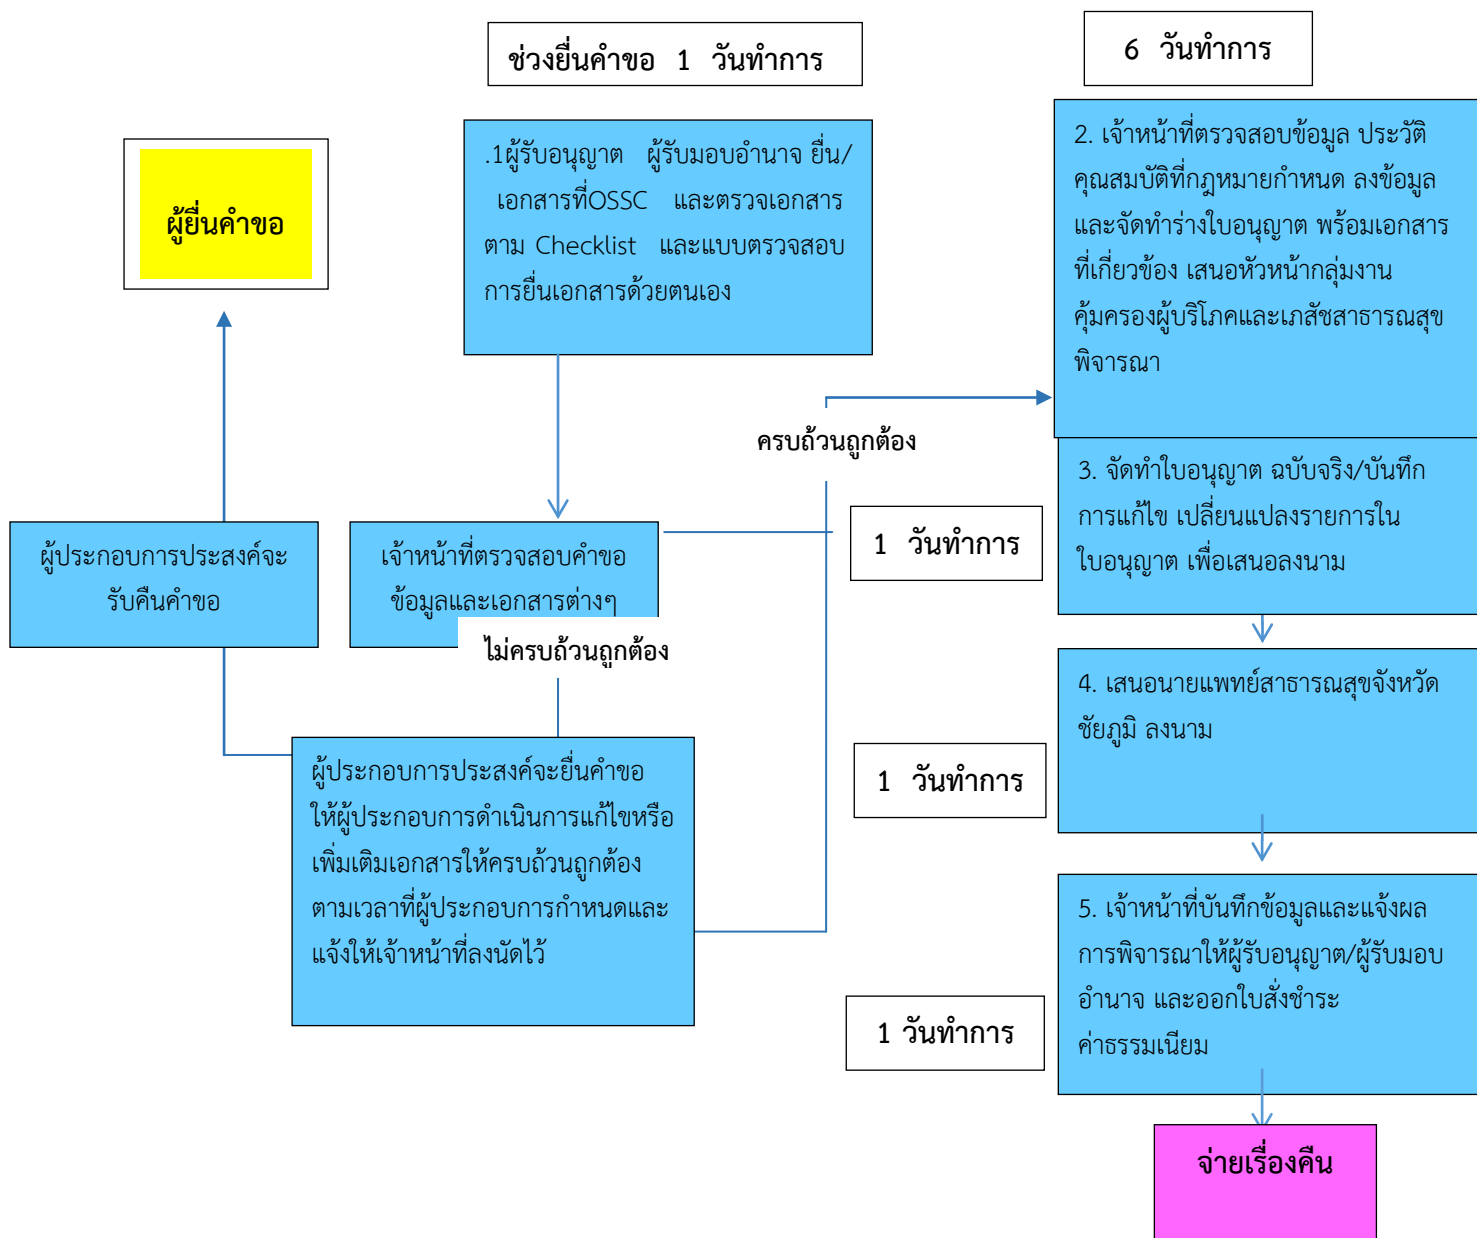 ช่วงยื่นคำขอ 1 วันทำการ
6 วันทำการ
ผู้ยื่นคำขอ
.1ผู้รับอนุญาต ผู้รับมอบอำนาจ ยื่น/
เอกสารที่OSSC และตรวจเอกสาร
ตาม Checklist และแบบตรวจสอบ
การยื่นเอกสารด้วยตนเอง
2. เจ้าหน้าที่ตรวจสอบข้อมูล ประวัติ
คุณสมบัติที่กฎหมายกำหนด ลงข้อมูล
และจัดทำร่างใบอนุญาต พร้อมเอกสาร
ที่เกี่ยวข้อง เสนอหัวหน้ากลุ่มงาน
คุ้มครองผู้บริโภคและเภสัชสาธารณสุข
พิจารณา
ครบถ้วนถูกต้อง
3. จัดทำใบอนุญาต ฉบับจริง/บันทึก
การแก้ไข เปลี่ยนแปลงรายการใน
ใบอนุญาต เพื่อเสนอลงนาม
1 วันทำการ
ผู้ประกอบการประสงค์จะ
รับคืนคำขอ
เจ้าหน้าที่ตรวจสอบคำขอ
ข้อมูลและเอกสารต่างๆ
ไม่ครบถ้วนถูกต้อง
4. เสนอนายแพทย์สาธารณสุขจังหวัด
ชัยภูมิ ลงนาม
1 วันทำการ
ผู้ประกอบการประสงค์จะยื่นคำขอ
ให้ผู้ประกอบการดำเนินการแก้ไขหรือ
เพิ่มเติมเอกสารให้ครบถ้วนถูกต้อง
ตามเวลาที่ผู้ประกอบการกำหนดและ
แจ้งให้เจ้าหน้าที่ลงนัดไว้
5. เจ้าหน้าที่บันทึกข้อมูลและแจ้งผล
การพิจารณาให้ผู้รับอนุญาต/ผู้รับมอบ
อำนาจ และออกใบสั่งชำระ
ค่าธรรมเนียม
1 วันทำการ
จ่ายเรื่องคืน